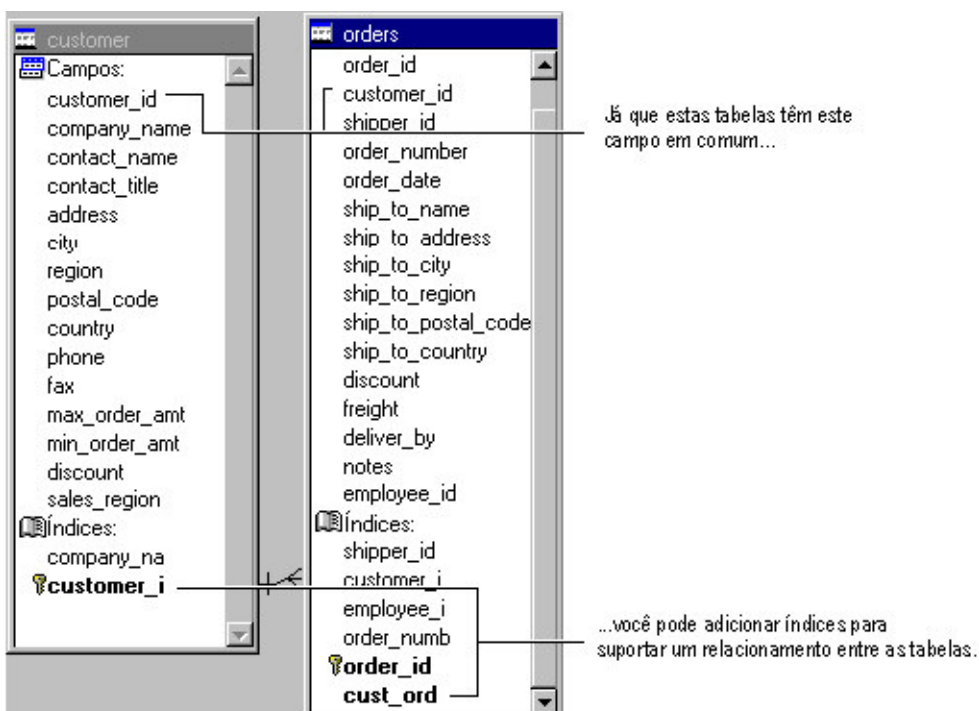 customer
Campos:
customer_id
company_name
contact_name
contact_title
address
city
region
postal_code
country
phone
fax
max_order_amt
min_order_amt
discount
sales_region
Índices:
company_na
customer_i
orders
order_id
customer_id
shipper_id
order_number
order_date
ship_to_name
ship_to_address
ship_to_city
ship_to_region
ship_to_postal_code
ship_to_country
discount
freight
deliver_by
notes
employee_id
Índices:
shipper_id
customer_i
employee_i
order_numb
order_id
cust_ord
Já que estas tabelas têm este
campo em comum...
...você pode adicionar índices para
suportar um relacionamento entre as tabelas.